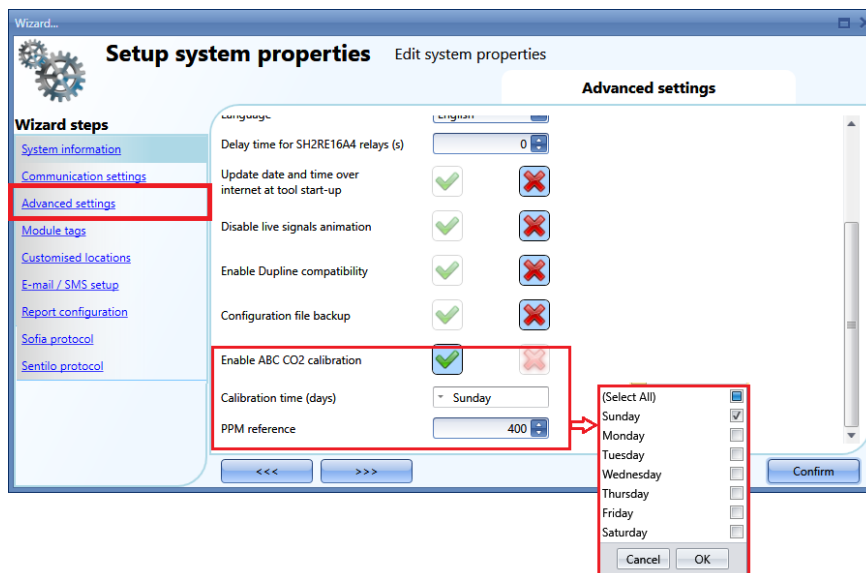 Wizard...
Setup system properties
Edit system properties
Advanced settings
Wizard steps
System information
Communication settings
Advanced settings
Module tags
Customised locations
E-mail / SMS setup
Report configuration
Sofia protocol
Sentilo protocol
Language
English
Delay time for SH2RE16A4 relays (s)
0
Update date and time over
internet at tool start-up
Disable live signals animation
Enable Dupline compatibility
Configuration file backup
Enable ABC CO2 calibration
Calibration time (days)
Sunday
PPM reference
400
(Select All)
Sunday
Monday
Tuesday
Wednesday
Thursday
Friday
Saturday
Cancel
OK
<<<
>>>
Confirm